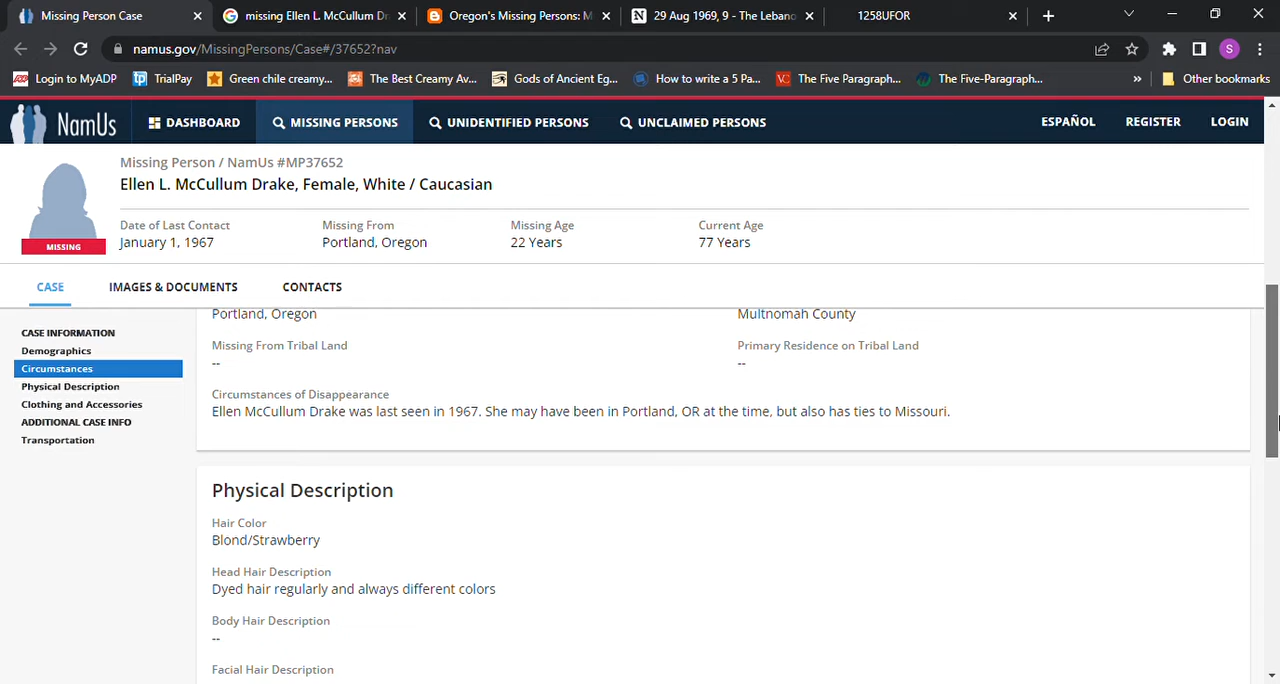 Missing Person Case
missing Ellen L. McCullum Dr
Oregon's Missing Persons: M
29 Aug 1969, 9 - The Lebano
1258UFOR
namus.gov/MissingPersons/Case#/37652?nav
S
Login to MyADP
TrialPay
Green chile creamy...
The Best Creamy Av...
Gods of Ancient Eg...
How to write a 5 Pa...
The Five Paragraph...
The Five-Paragraph...
»
Other bookmarks
NamUs
DASHBOARD
MISSING PERSONS
UNIDENTIFIED PERSONS
UNCLAIMED PERSONS
ESPAÑOL
REGISTER
LOGIN
Missing Person / NamUs #MP37652
Ellen L. McCullum Drake, Female, White / Caucasian
MISSING
Date of Last Contact
January 1, 1967
Missing From
Portland, Oregon
Missing Age
22 Years
Current Age
77 Years
CASE
IMAGES & DOCUMENTS
CONTACTS
CASE INFORMATION
Demographics
Circumstances
Physical Description
Clothing and Accessories
ADDITIONAL CASE INFO
Transportation
Portland, Oregon
Multnomah County
Missing From Tribal Land
--
Primary Residence on Tribal Land
--
Circumstances of Disappearance
Ellen McCullum Drake was last seen in 1967. She may have been in Portland, OR at the time, but also has ties to Missouri.
Physical Description
Hair Color
Blond/Strawberry
Head Hair Description
Dyed hair regularly and always different colors
Body Hair Description
--
Facial Hair Description